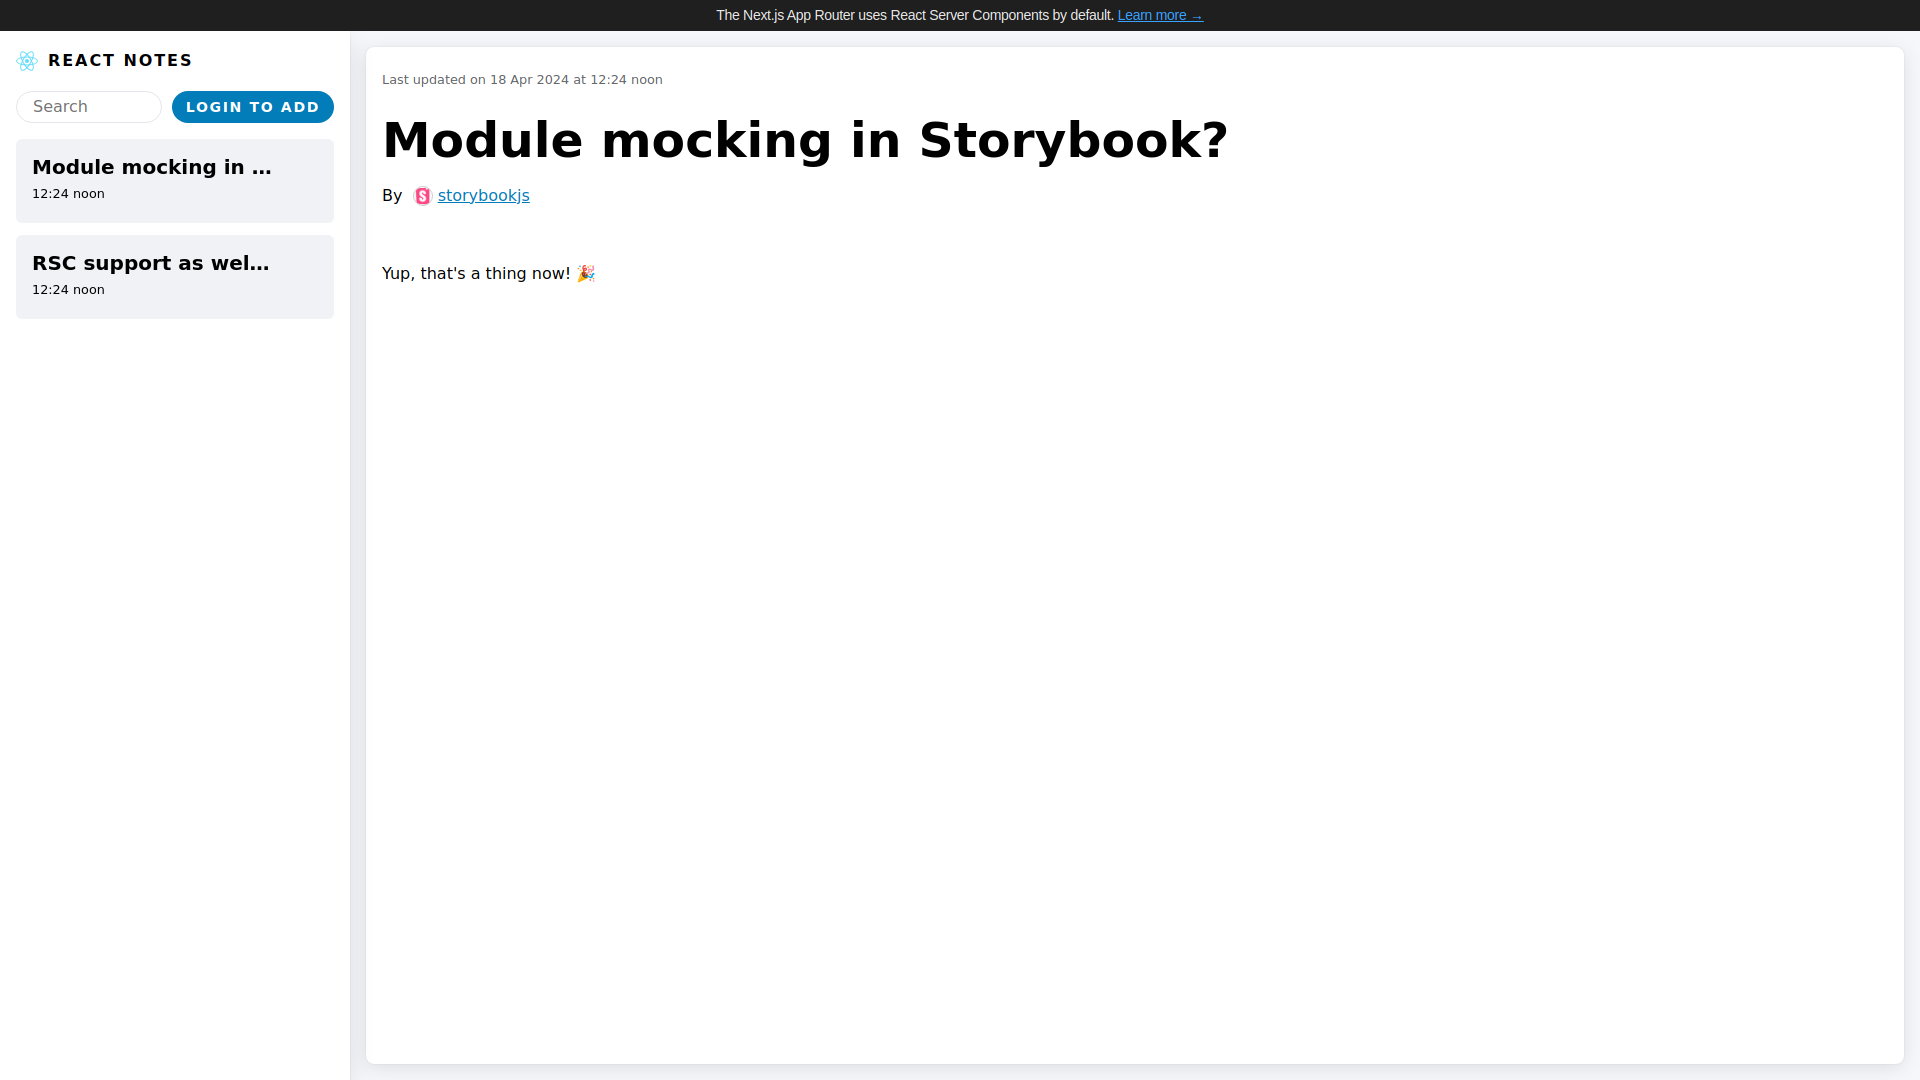 The Next.js App Router uses React Server Components by default. Learn more →
REACT NOTES
Search
LOGIN TO ADD
Module mocking in ...
12:24 noon
RSC support as wel...
12:24 noon
Last updated on 18 Apr 2024 at 12:24 noon
Module mocking in Storybook?
By storybookjs
Yup, that's a thing now! 🎉